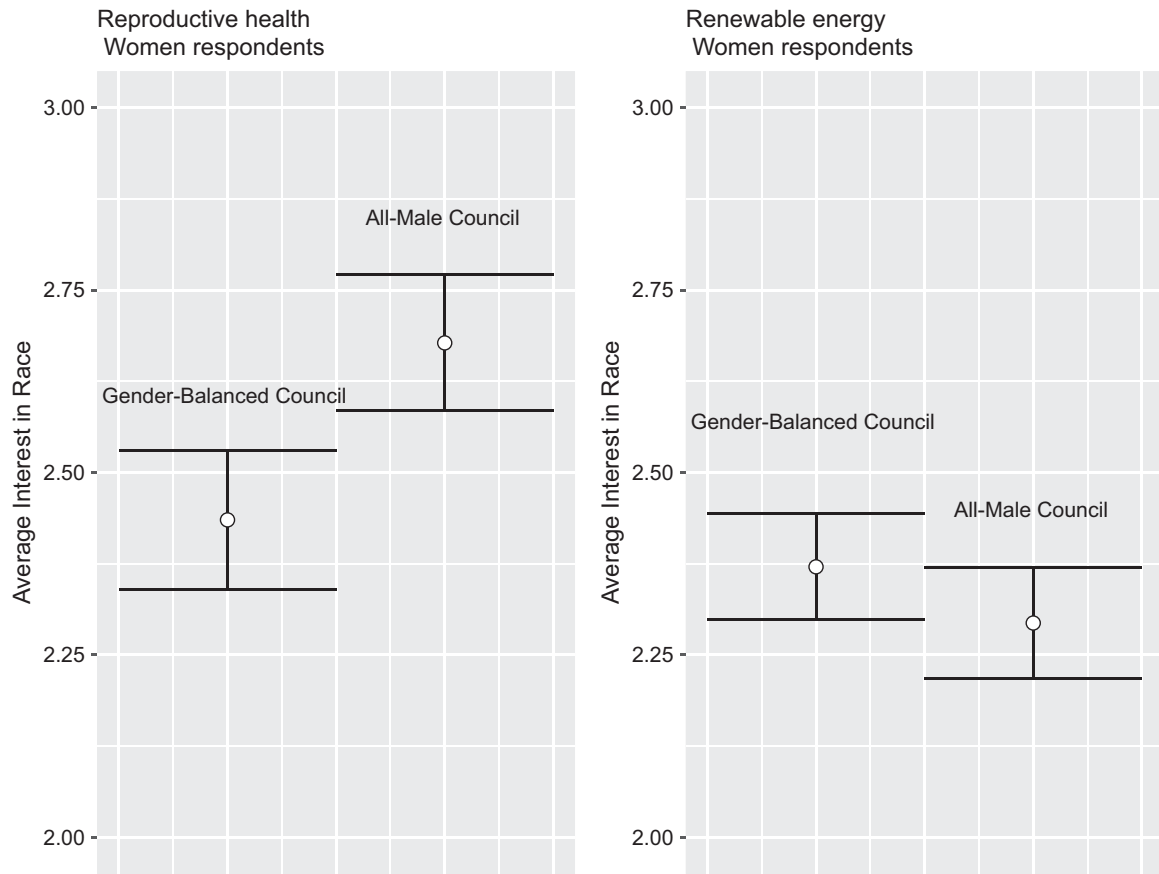 Reproductive health
Women respondents
3.00
2.75
2.50
2.25
2.00
Average Interest in Race
Gender-Balanced Council
All-Male Council
Renewable energy
Women respondents
3.00
2.75
2.50
2.25
2.00
Average Interest in Race
Gender-Balanced Council
All-Male Council